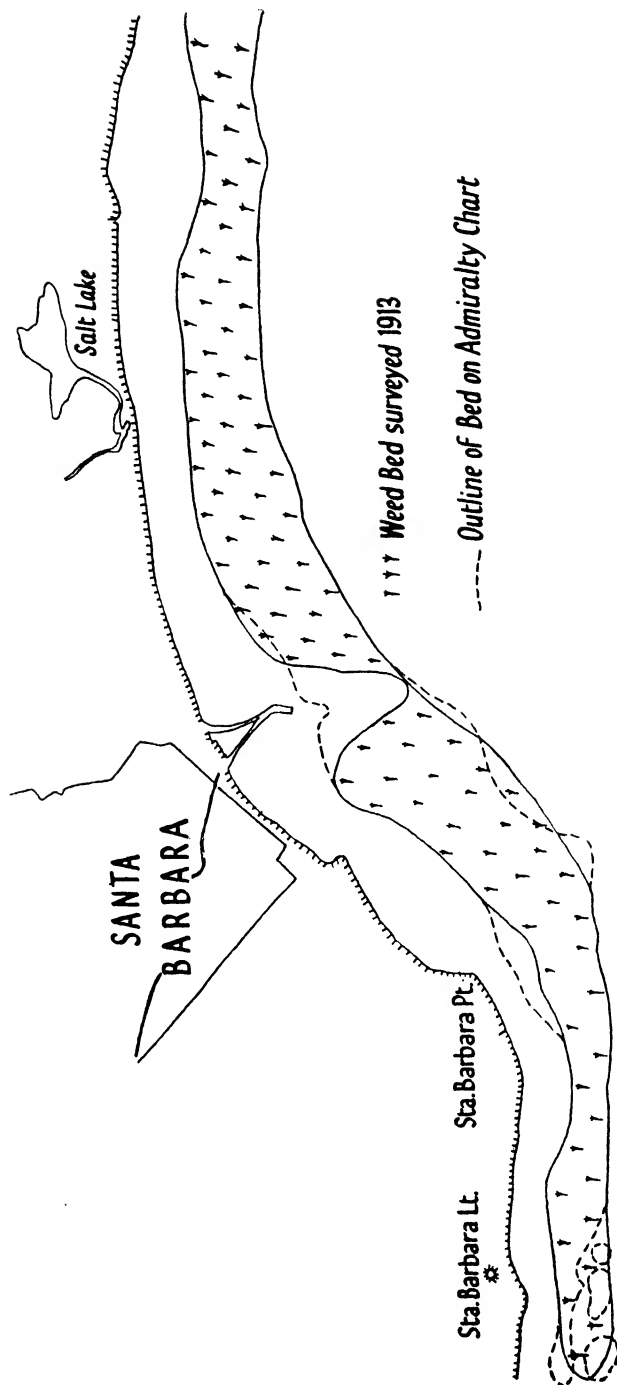 Salt Lake
SANTA
BARBARA
Weed Bed surveyed 1913
Outline of Bed on Admiralty Chart
Sta.Barbara Pt.
Sta.Barbara Lt.